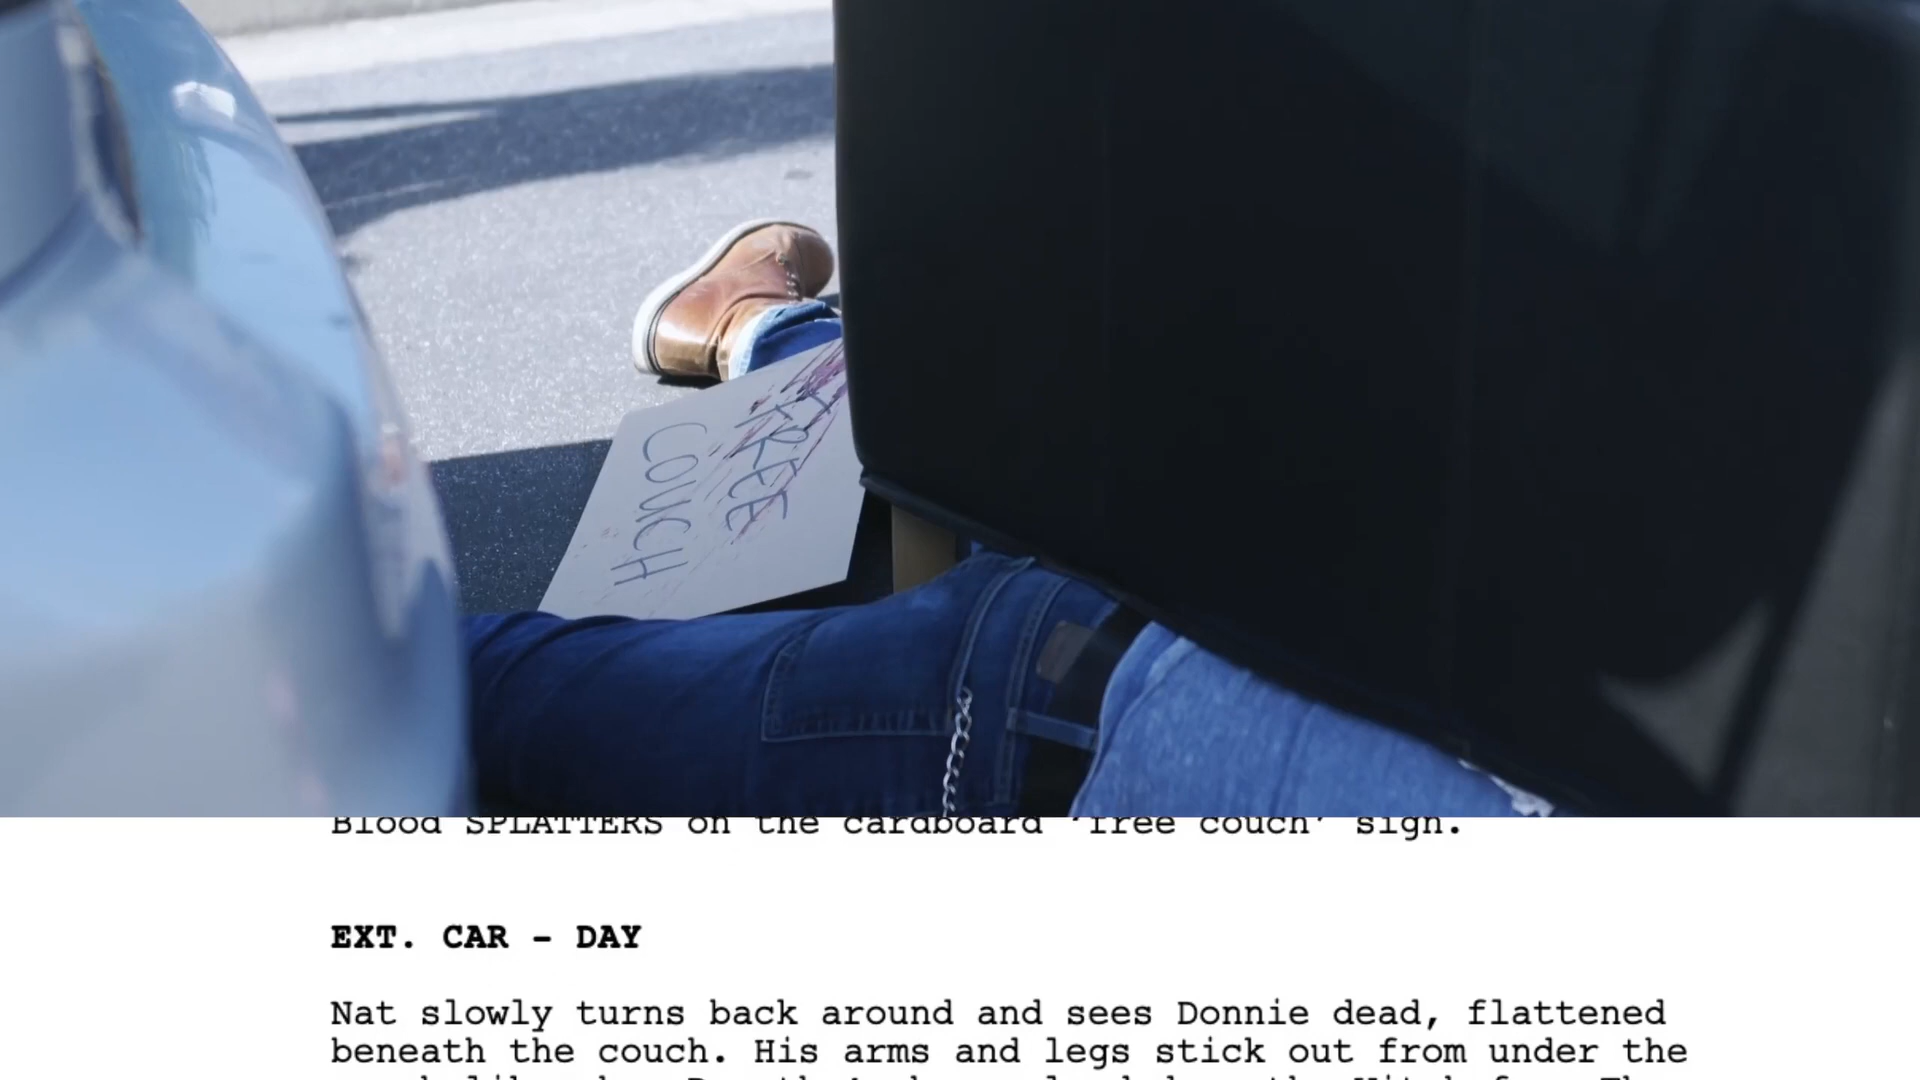 FREE
COUCH
Blood SPLATTERS on the cardboard 'free couch' sign.
EXT. CAR - DAY
Nat slowly turns back around and sees Donnie dead, flattened
beneath the couch. His arms and legs stick out from under the